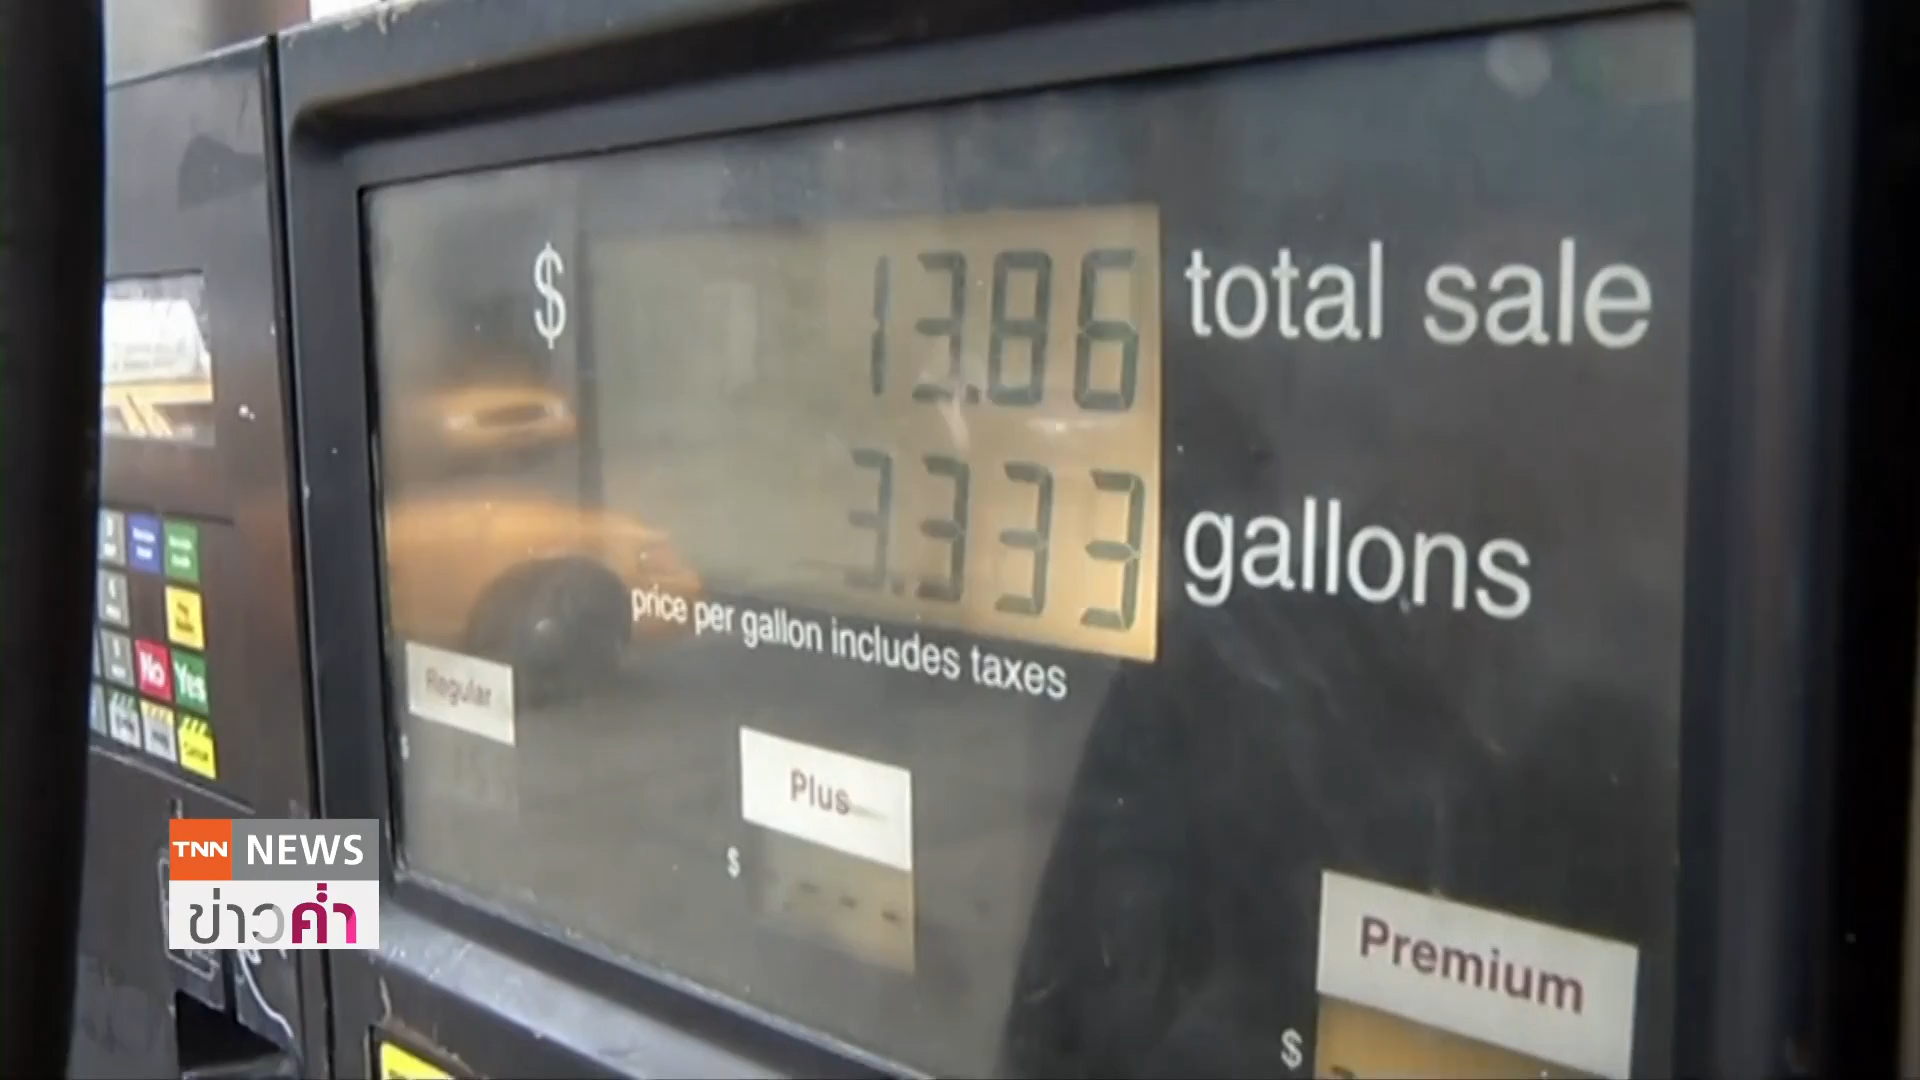 $ 13.86 total sale
3.333 gallons
price per gallon includes taxes
Regular
$
Plus
$ - - -
Premium
$
No Yes
TNN NEWS
ข่าวค่ำ